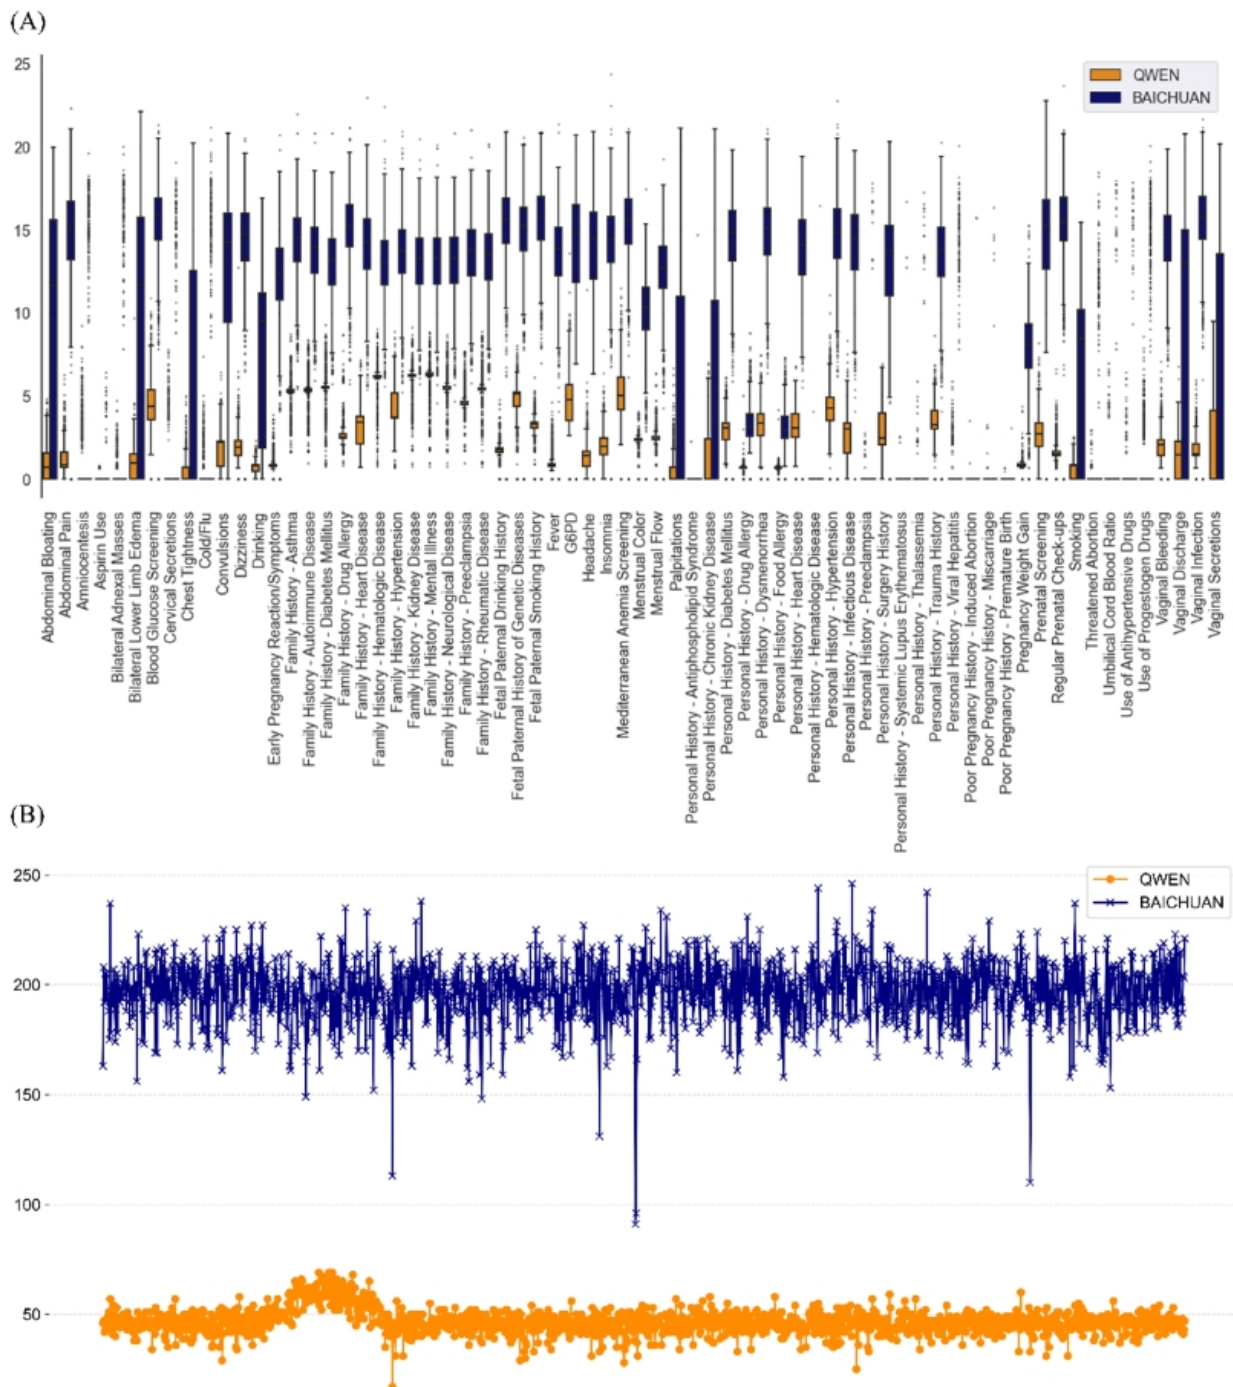 (A)
25
20
15
10
5
0
QWEN
BAICHUAN
Abdominal Bloating
Abdominal Pain
Amniocentesis
Aspirin Use
Bilateral Adnexal Masses
Bilateral Lower Limb Edema
Blood Glucose Screening
Cervical Secretions
Chest Tightness
Cold/Flu
Convulsions
Dizziness
Drinking
Early Pregnancy Reaction/Symptoms
Family History - Asthma
Family History - Autoimmune Disease
Family History - Diabetes Mellitus
Family History - Drug Allergy
Family History - Heart Disease
Family History - Hematologic Disease
Family History - Hypertension
Family History - Kidney Disease
Family History - Mental Illness
Family History - Neurological Disease
Family History - Preeclampsia
Family History - Rheumatic Disease
Fetal Paternal Drinking History
Fetal Paternal History of Genetic Diseases
Fetal Paternal Smoking History
Fever
G6PD
Headache
Insomnia
Mediterranean Anemia Screening
Menstrual Color
Menstrual Flow
Palpitations
Personal History - Antiphospholipid Syndrome
Personal History - Chronic Kidney Disease
Personal History - Diabetes Mellitus
Personal History - Drug Allergy
Personal History - Dysmenorrhea
Personal History - Food Allergy
Personal History - Heart Disease
Personal History - Hematologic Disease
Personal History - Hypertension
Personal History - Infectious Disease
Personal History - Preeclampsia
Personal History - Surgery History
Personal History - Systemic Lupus Erythematosus
Personal History - Thalassemia
Personal History - Trauma History
Personal History - Viral Hepatitis
Poor Pregnancy History - Induced Abortion
Poor Pregnancy History - Miscarriage
Poor Pregnancy History - Premature Birth
Pregnancy Weight Gain
Prenatal Screening
Regular Prenatal Check-ups
Smoking
Threatened Abortion
Umbilical Cord Blood Ratio
Use of Antihypertensive Drugs
Use of Progestogen Drugs
Vaginal Bleeding
Vaginal Discharge
Vaginal Infection
Vaginal Secretions
(B)
250
200
150
100
50
QWEN
BAICHUAN